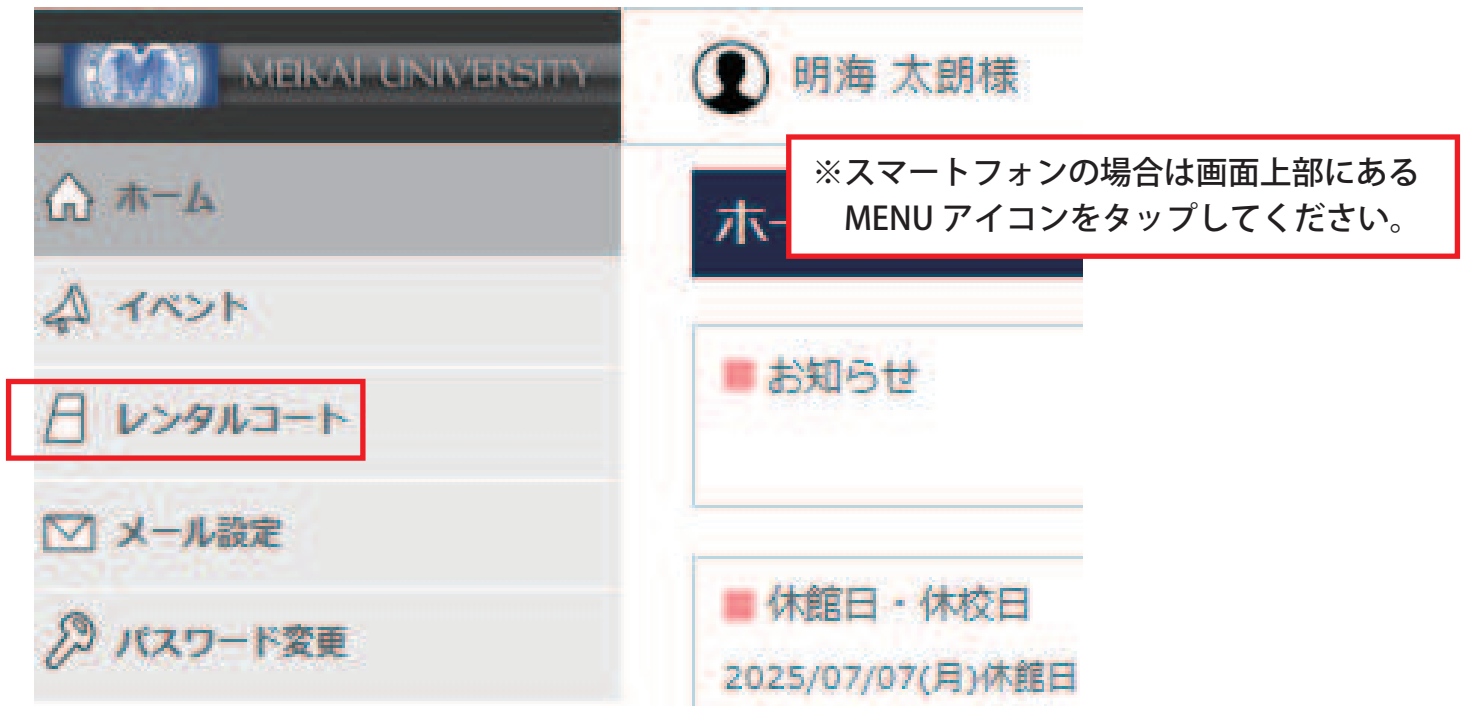 MEIKAI UNIVERSITY
明海 太朗様
ホーム
イベント
レンタルコート
メール設定
パスワード変更
※スマートフォンの場合は画面上部にある
MENU アイコンをタップしてください。
ホー
お知らせ
休館日・休校日
2025/07/07(月)休館日